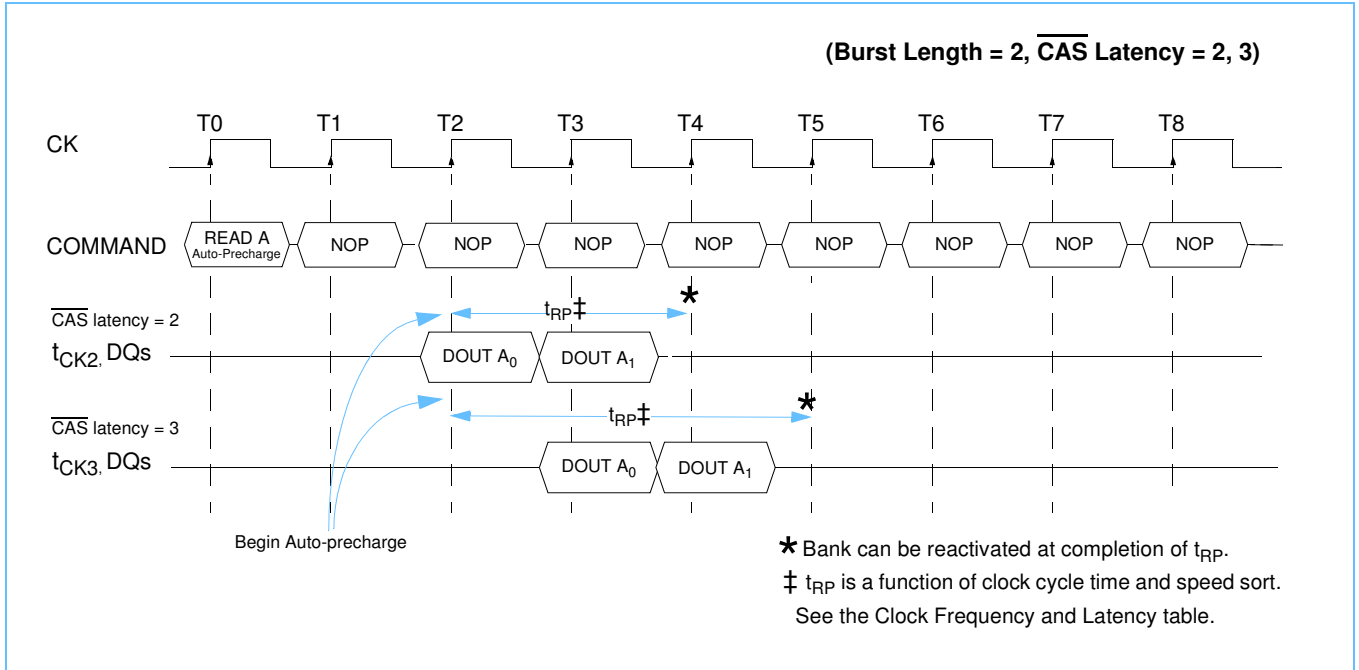 (Burst Length = 2, CAS Latency = 2, 3)
T0 T1 T2 T3 T4 T5 T6 T7 T8
CK
COMMAND
READ A
Auto-Precharge
NOP NOP NOP NOP NOP NOP NOP NOP
*
tRP‡
CAS latency = 2
tCK2, DQs
DOUT A0 DOUT A1
*
tRP‡
CAS latency = 3
tCK3, DQs
DOUT A0 DOUT A1
Begin Auto-precharge
* Bank can be reactivated at completion of tRP.
‡ tRP is a function of clock cycle time and speed sort.
See the Clock Frequency and Latency table.